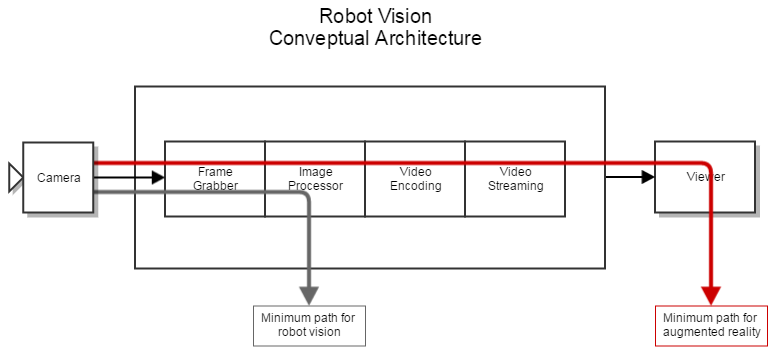 Robot Vision
Conveptual Architecture
Camera
Frame
Grabber
Image
Processor
Video
Encoding
Video
Streaming
Viewer
Minimum path for
robot vision
Minimum path for
augmented reality